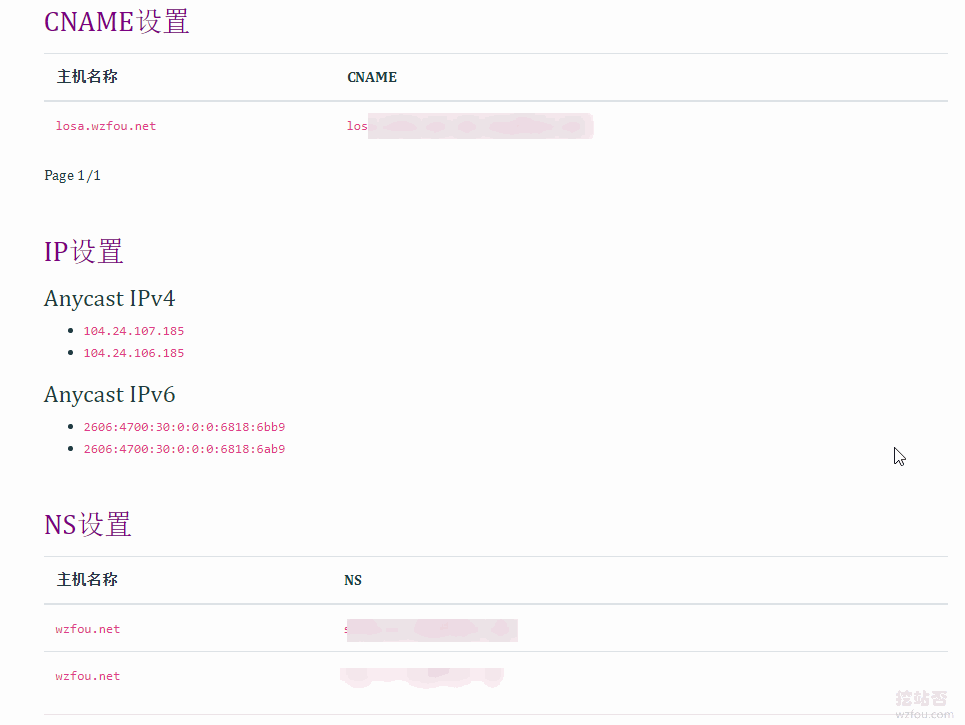 CNAME设置
主机名称 CNAME
losa.wzfou.net los
Page 1/1
IP设置
Anycast IPv4
104.24.107.185
104.24.106.185
Anycast IPv6
2606:4700:30:0:0:0:6818:6bb9
2606:4700:30:0:0:0:6818:6ab9
NS设置
主机名称 NS
wzfou.net
wzfou.net
挖站否
wzfou.com